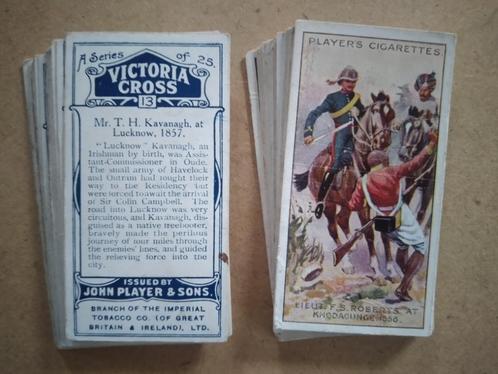 A Series of 25.
VICTORIA
CROSS
13
Mr. T. H. Kavanagh, at
Lucknow, 1857.
"Lucknow" Kavanagh, an
Irishman by birth, was Assis-
tant-Commissioner in Oude.
The small army of Havelock
and Outram had fought their
way to the Residency but were
forced to await the arrival
of Sir Colin Campbell. The
road into Lucknow was very
circuitous, and Kavanagh, dis-
guised as a native freebooter,
bravely made the perilous
journey of four miles through
the enemies' lines, and guided
the relieving force into the
city.
ISSUED BY
JOHN PLAYER & SONS.
BRANCH OF THE IMPERIAL
TOBACCO CO. (OF GREAT
BRITAIN & IRELAND), LTD.
PLAYER'S CIGARETTES
LIEUT. F. S. ROBERTS, AT
KHODAGUNGE, 1858.